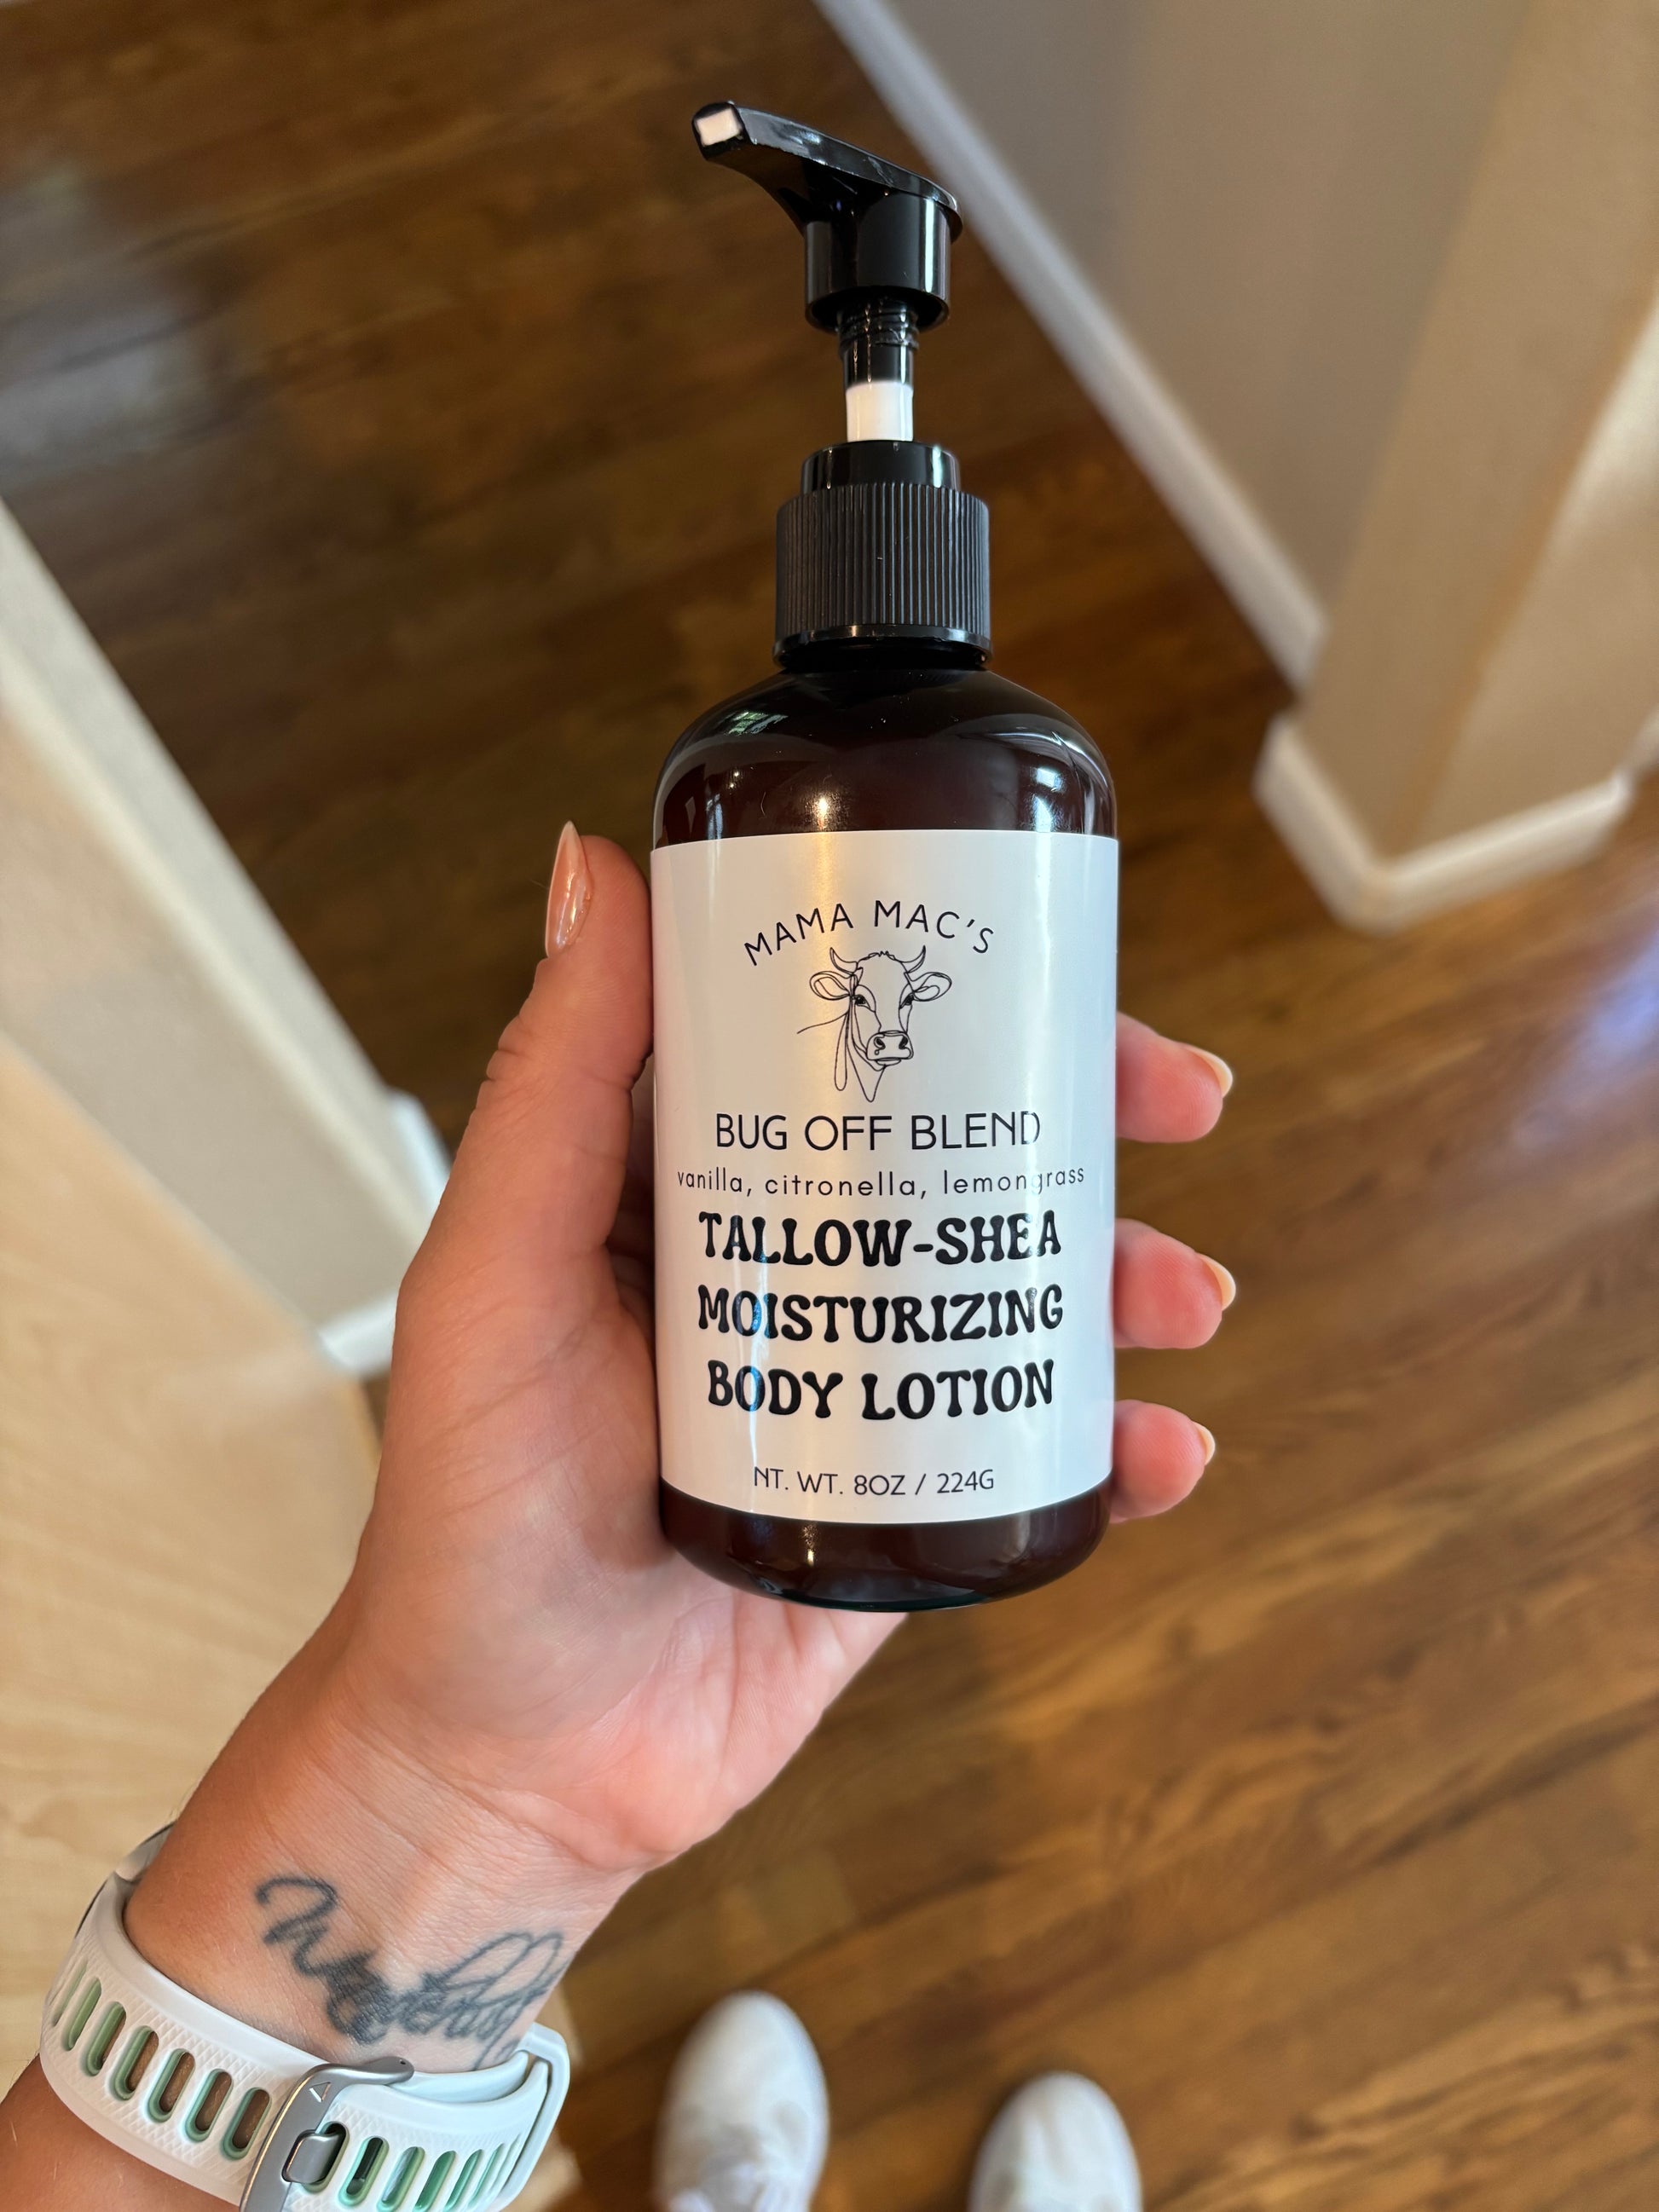 MAMA MAC'S
BUG OFF BLEND
vanilla, citronella, lemongrass
TALLOW-SHEA
MOISTURIZING
BODY LOTION
NT. WT. 8OZ / 224G